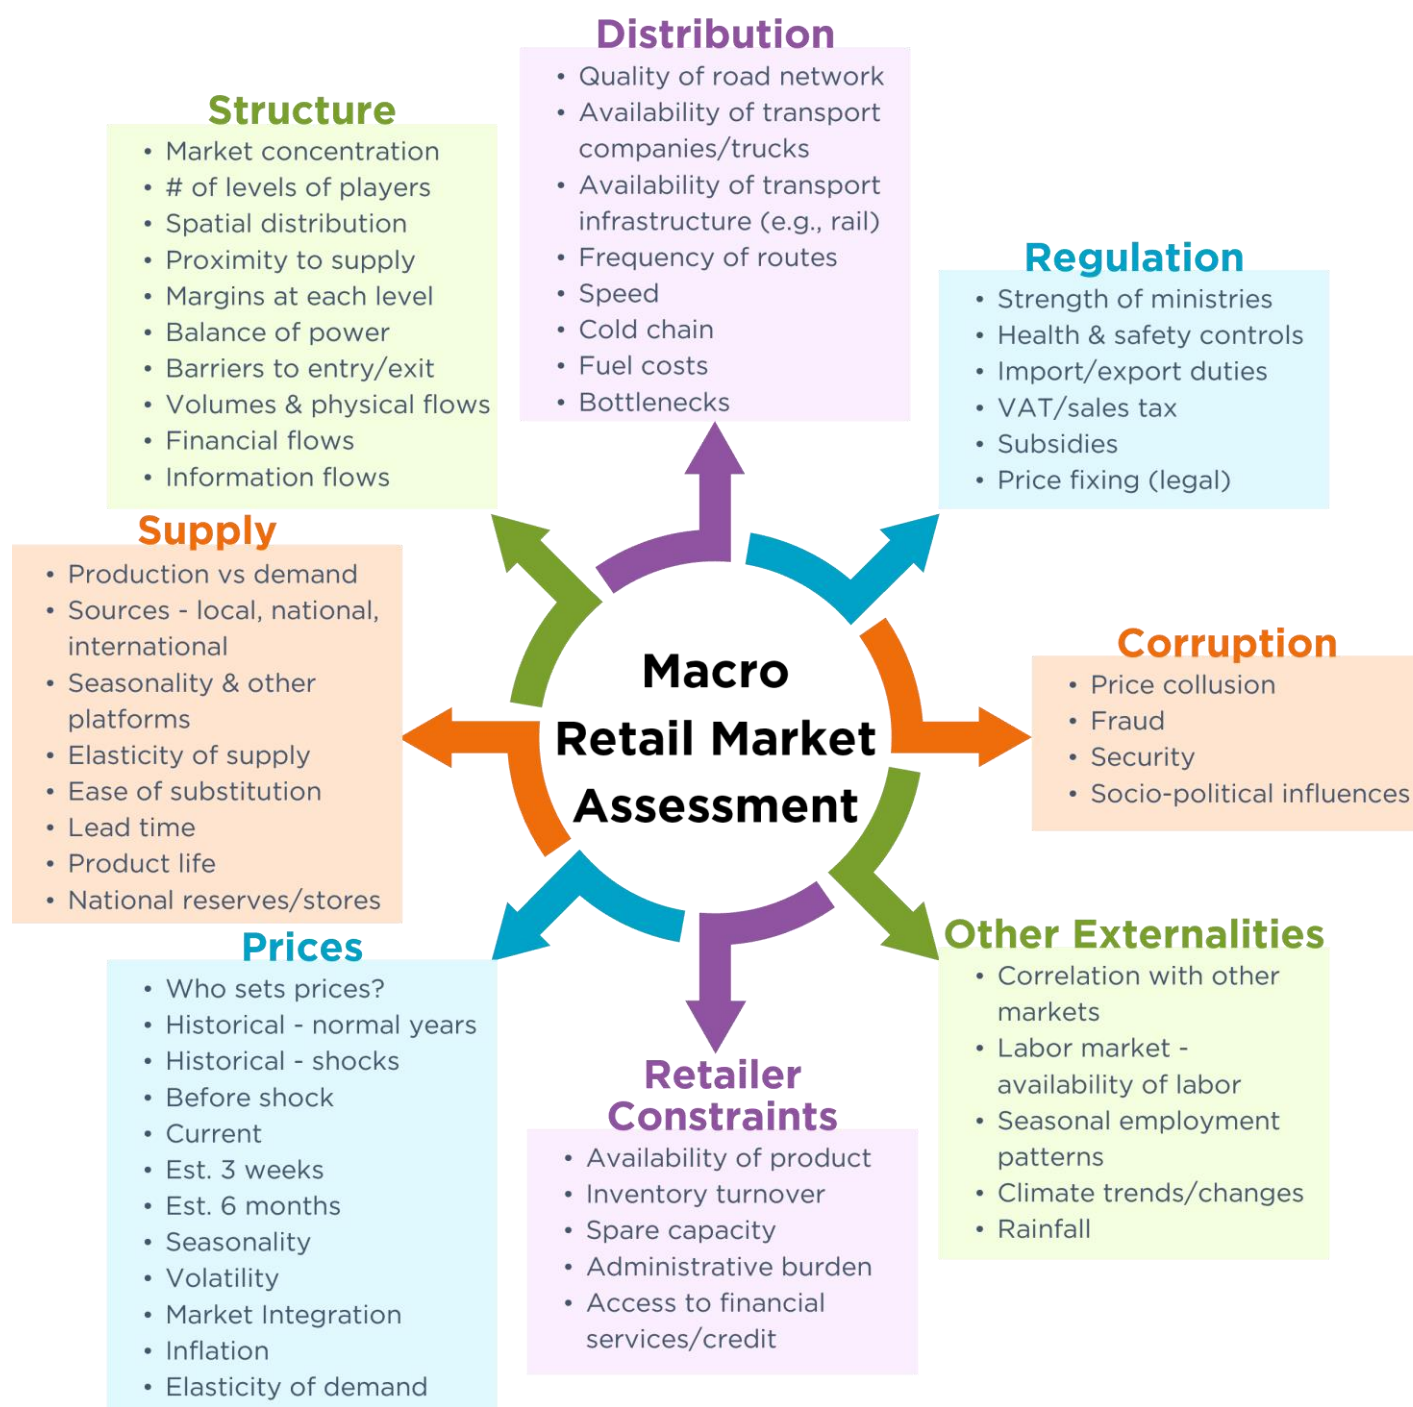 Distribution
• Quality of road network
• Availability of transport
companies/trucks
• Availability of transport
infrastructure (e.g., rail)
• Frequency of routes
• Speed
• Cold chain
• Fuel costs
• Bottlenecks
Structure
• Market concentration
• # of levels of players
• Spatial distribution
• Proximity to supply
• Margins at each level
• Balance of power
• Barriers to entry/exit
• Volumes & physical flows
• Financial flows
• Information flows
Regulation
• Strength of ministries
• Health & safety controls
• Import/export duties
• VAT/sales tax
• Subsidies
• Price fixing (legal)
Supply
• Production vs demand
• Sources - local, national,
international
• Seasonality & other
platforms
• Elasticity of supply
• Ease of substitution
• Lead time
• Product life
• National reserves/stores
Macro
Retail Market
Assessment
Corruption
• Price collusion
• Fraud
• Security
• Socio-political influences
Prices
• Who sets prices?
• Historical - normal years
• Historical - shocks
• Before shock
• Current
• Est. 3 weeks
• Est. 6 months
• Seasonality
• Volatility
• Market Integration
• Inflation
• Elasticity of demand
Retailer
Constraints
• Availability of product
• Inventory turnover
• Spare capacity
• Administrative burden
• Access to financial
services/credit
Other Externalities
• Correlation with other
markets
• Labor market -
availability of labor
• Seasonal employment
patterns
• Climate trends/changes
• Rainfall